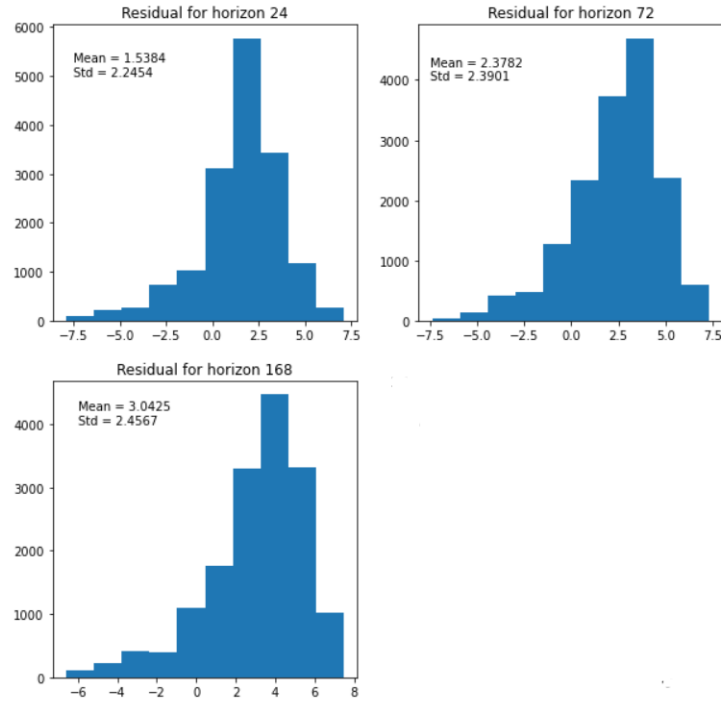 Residual for horizon 24
Mean = 1.5384
Std = 2.2454
6000
5000
4000
3000
2000
1000
0
−7.5 −5.0 −2.5 0.0 2.5 5.0 7.5
Residual for horizon 72
Mean = 2.3782
Std = 2.3901
4000
3000
2000
1000
0
−7.5 −5.0 −2.5 0.0 2.5 5.0 7.5
Residual for horizon 168
Mean = 3.0425
Std = 2.4567
4000
3000
2000
1000
0
−6 −4 −2 0 2 4 6 8